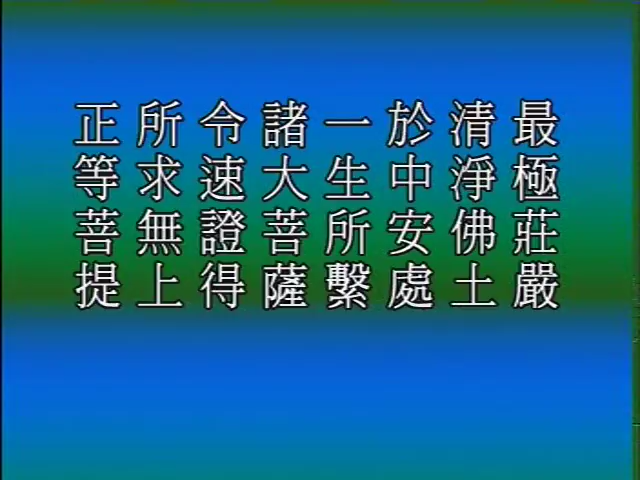 最極莊嚴
清淨佛土
於中安處
一生所繫
諸大菩薩
令速證得
所求無上
正等菩提